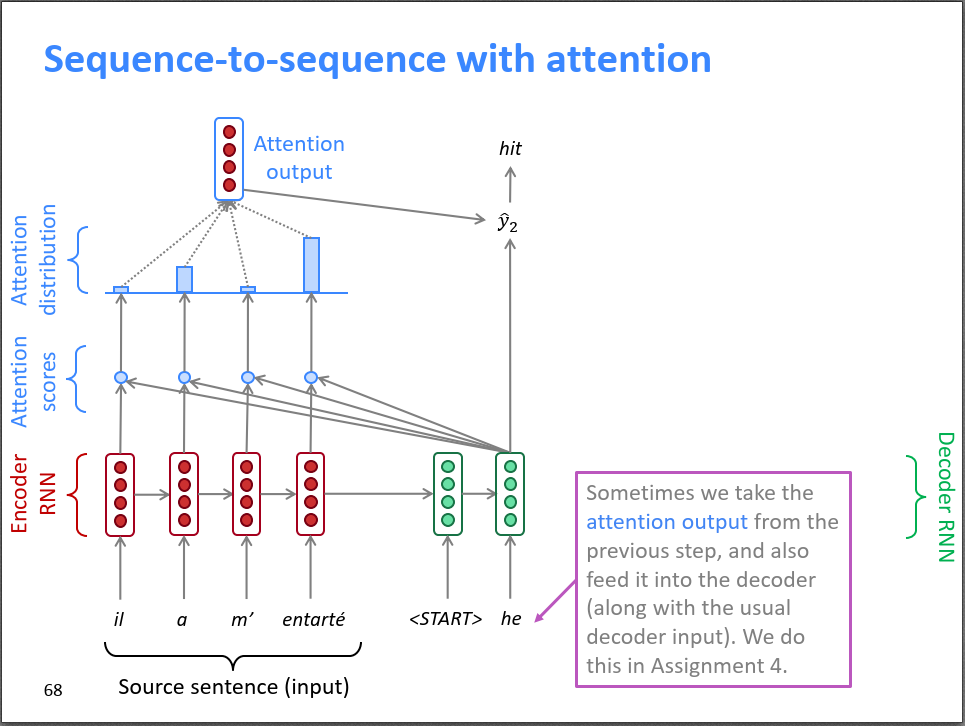 Sequence-to-sequence with attention
Attention
output
hit
ŷ2
Attention
distribution
Attention
scores
Encoder
RNN
Decoder RNN
Sometimes we take the
attention output from the
previous step, and also
feed it into the decoder
(along with the usual
decoder input). We do
this in Assignment 4.
il a m’ entarté <START> he
Source sentence (input)
68